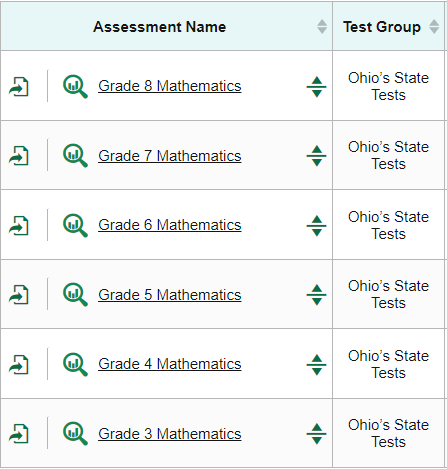 Assessment Name Test Group
Grade 8 Mathematics Ohio’s State
Tests
Grade 7 Mathematics Ohio’s State
Tests
Grade 6 Mathematics Ohio’s State
Tests
Grade 5 Mathematics Ohio’s State
Tests
Grade 4 Mathematics Ohio’s State
Tests
Grade 3 Mathematics Ohio’s State
Tests